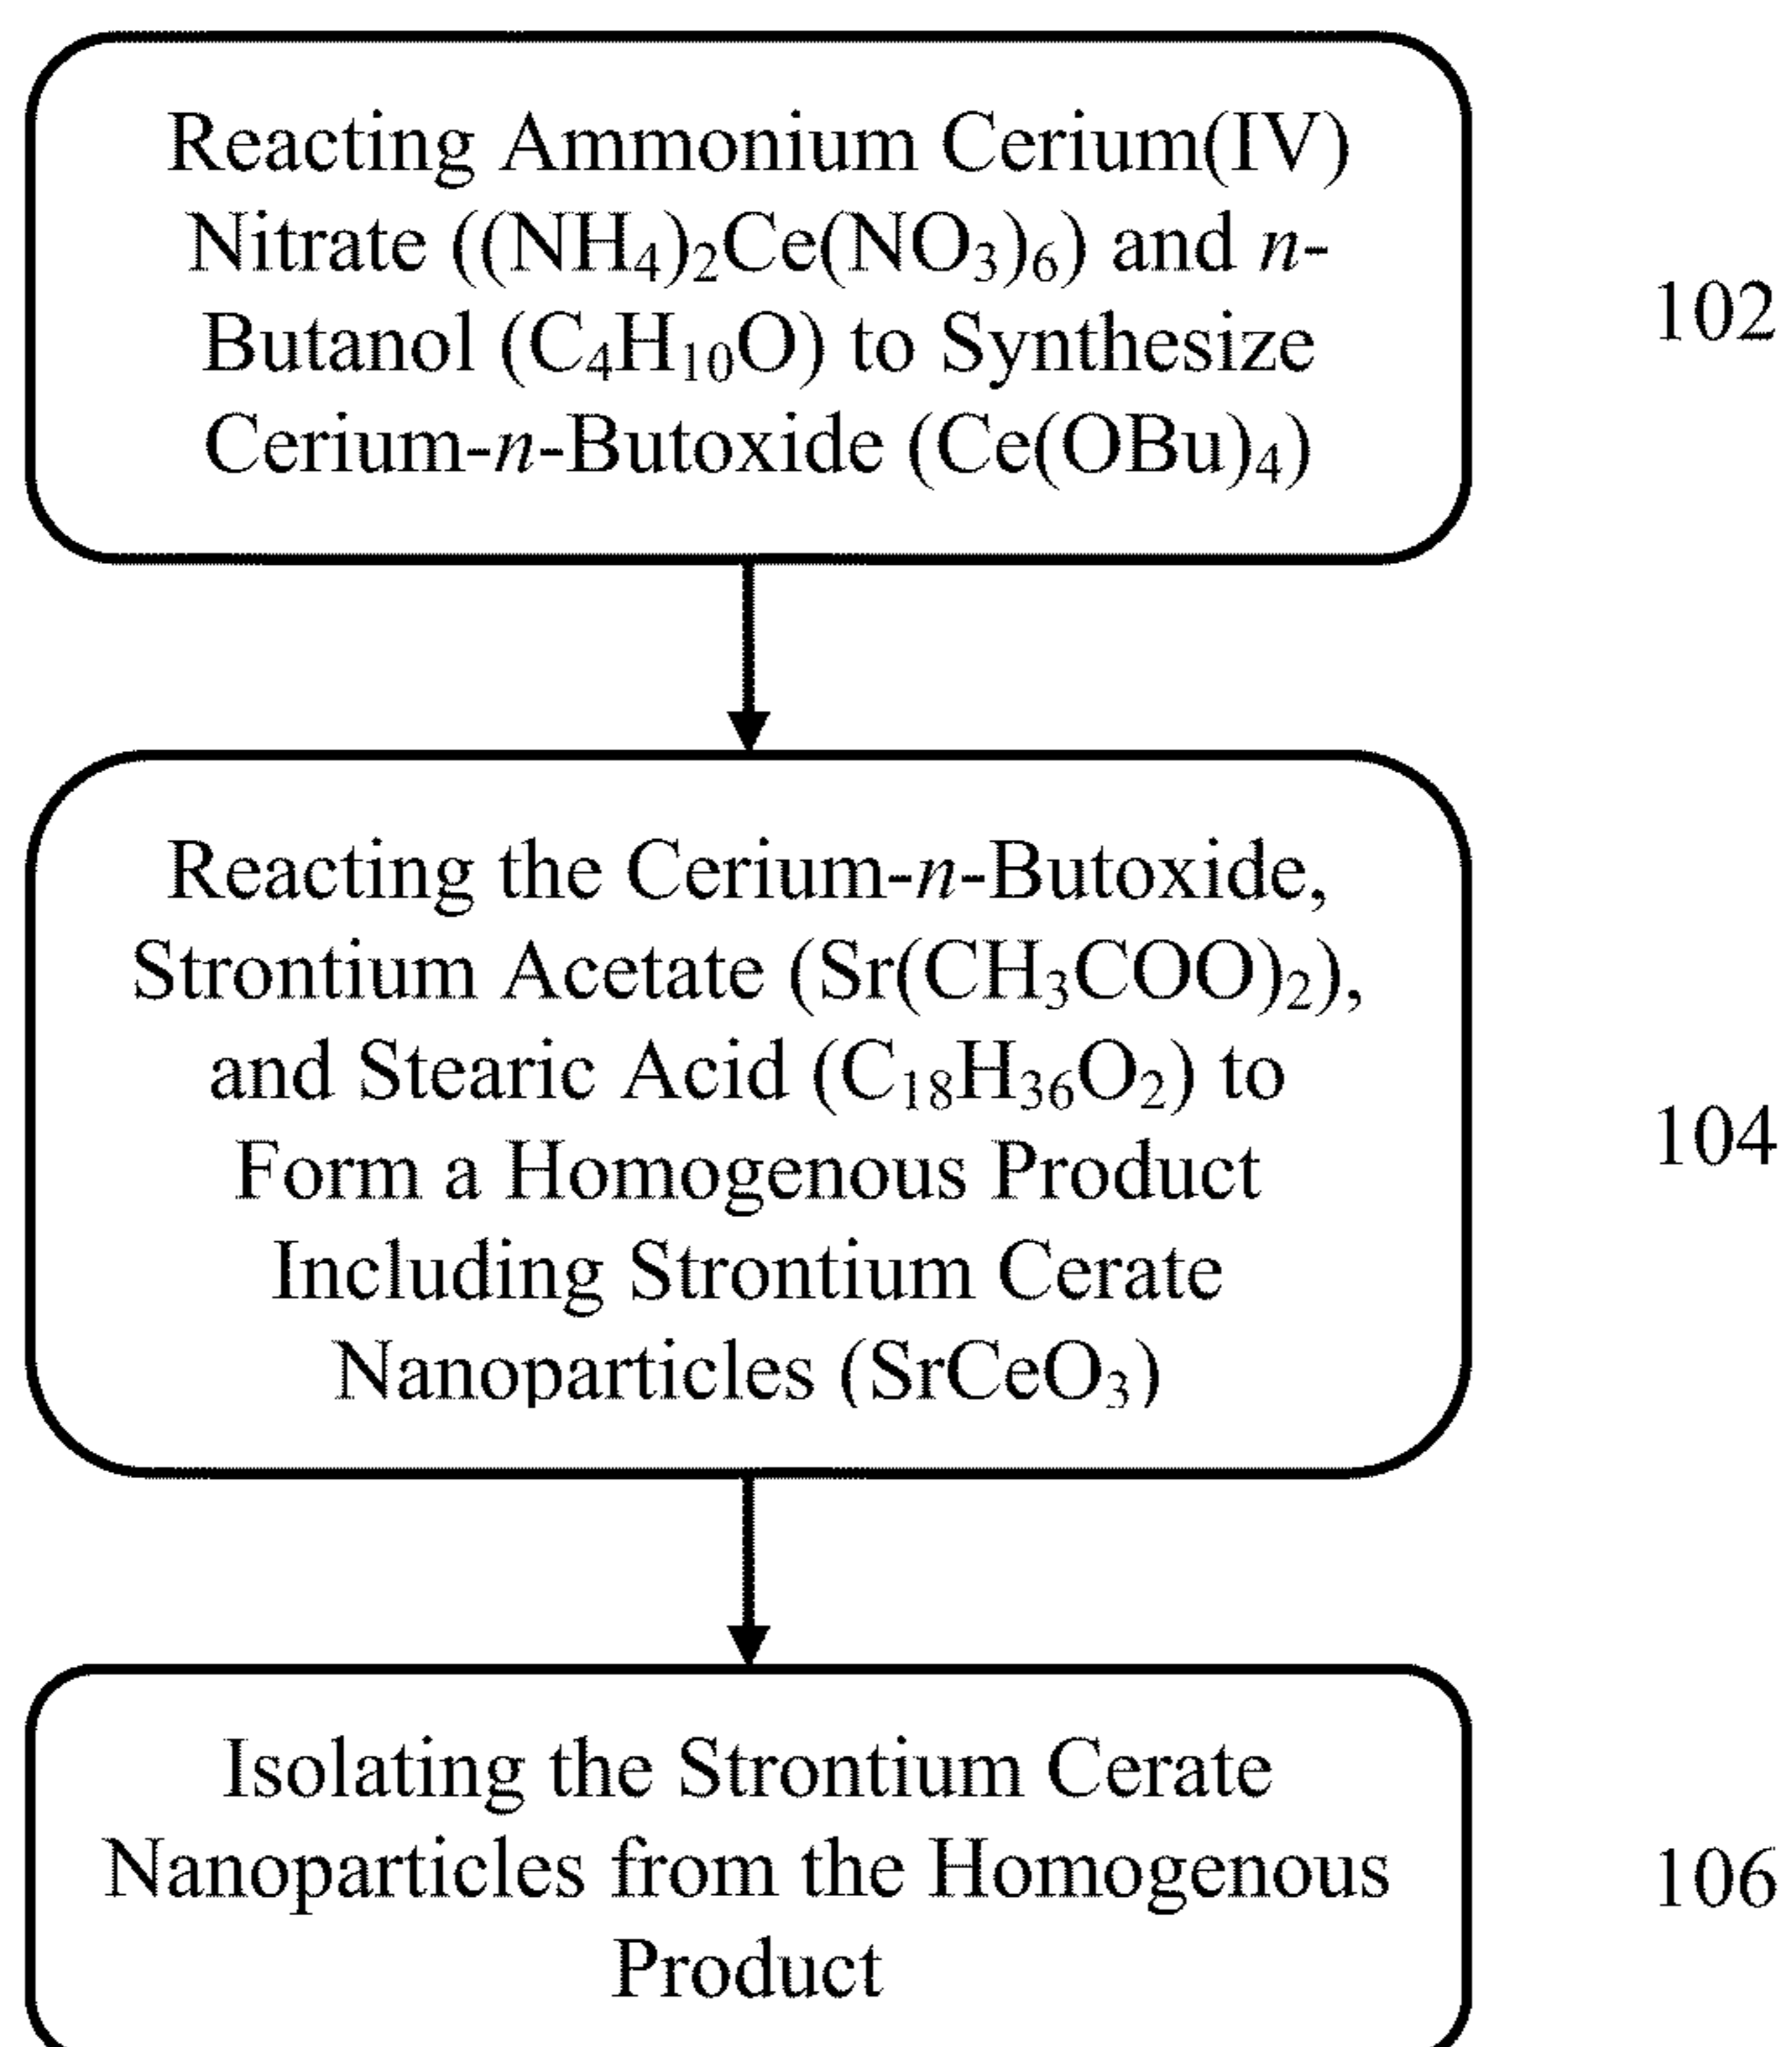 Reacting Ammonium Cerium(IV)
Nitrate ((NH₄)₂Ce(NO₃)₆) and n-
Butanol (C₄H₁₀O) to Synthesize
Cerium-n-Butoxide (Ce(OBu)₄)
102
Reacting the Cerium-n-Butoxide,
Strontium Acetate (Sr(CH₃COO)₂),
and Stearic Acid (C₁₈H₃₆O₂) to
Form a Homogenous Product
Including Strontium Cerate
Nanoparticles (SrCeO₃)
104
Isolating the Strontium Cerate
Nanoparticles from the Homogenous
Product
106